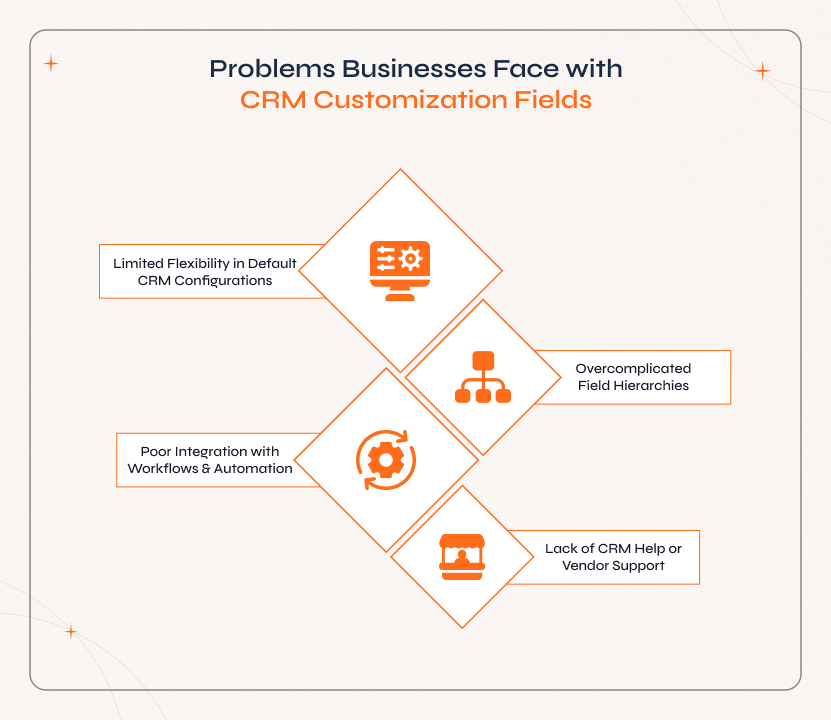 Problems Businesses Face with
CRM Customization Fields
Limited Flexibility in Default
CRM Configurations
Overcomplicated
Field Hierarchies
Poor Integration with
Workflows & Automation
Lack of CRM Help or
Vendor Support